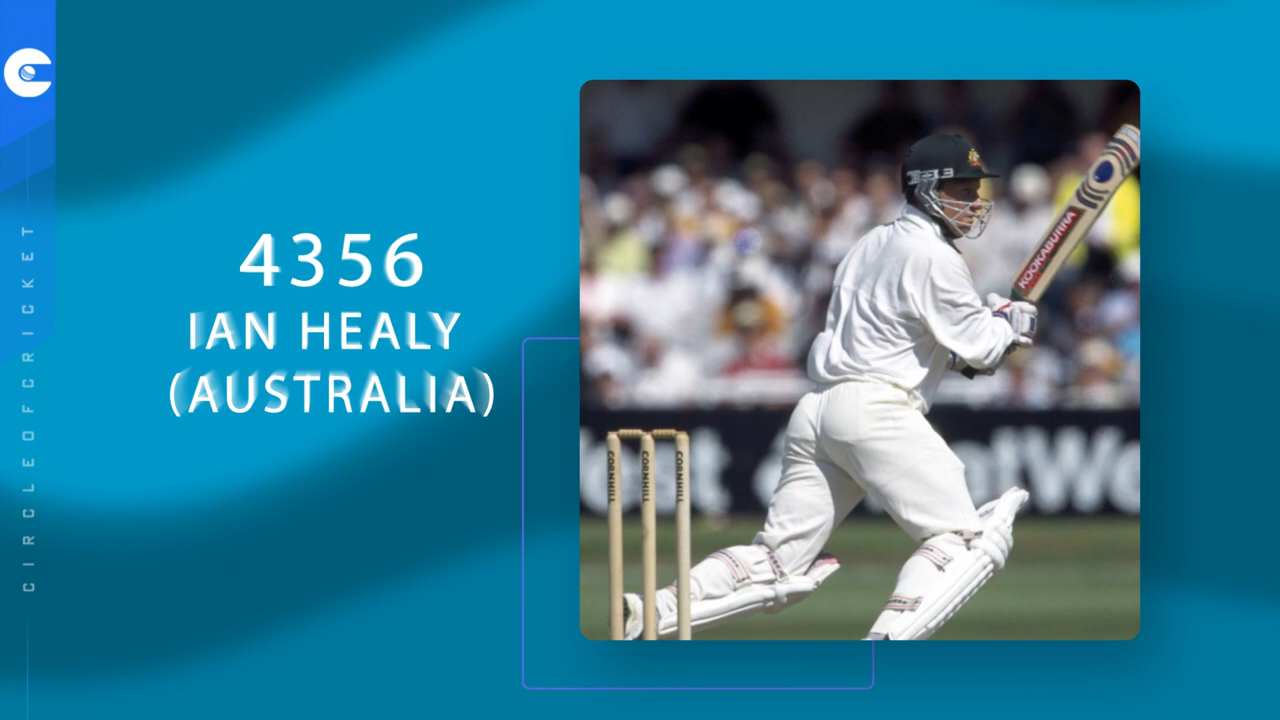 4356
IAN HEALY
(AUSTRALIA)
CIRCLEOFCRICKET
KOOKABURRA
CORNHILL
CORNHILL
CORNHILL